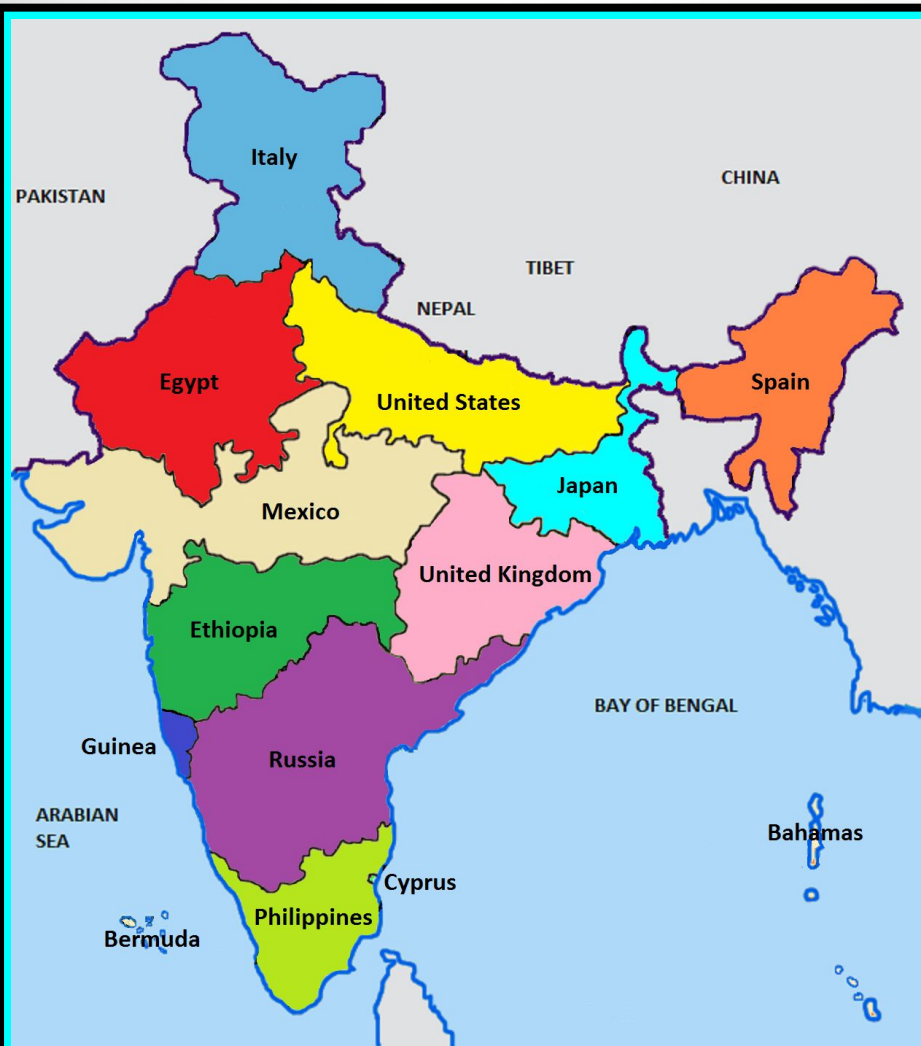 Italy
PAKISTAN
CHINA
TIBET
NEPAL
Egypt
United States
Spain
Japan
Mexico
United Kingdom
Ethiopia
BAY OF BENGAL
Guinea
Russia
ARABIAN
SEA
Bahamas
Cyprus
Philippines
Bermuda